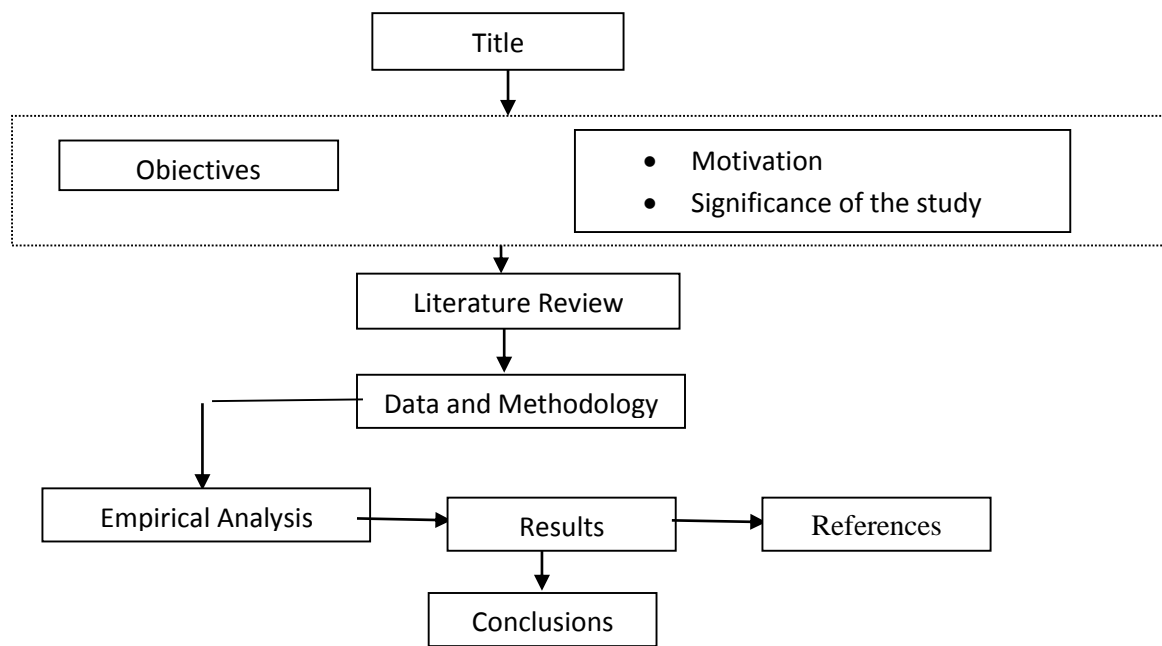 Title
Objectives
• Motivation
• Significance of the study
Literature Review
Data and Methodology
Empirical Analysis
Results
References
Conclusions